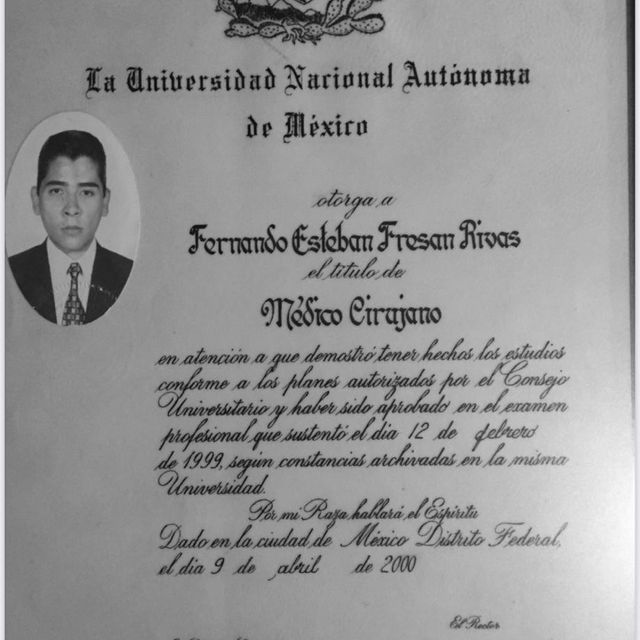 La Universidad Nacional Autónoma
de México
otorga a
Fernando Esteban Fresan Rivas
el título de
Médico Cirujano
en atención a que demostró tener hechos los estudios
conforme a los planes autorizados por el Consejo
Universitario y haber sido aprobado en el examen
profesional que sustentó el día 12 de febrero
de 1999, según constancias archivadas en la misma
Universidad.
Por mi Raza hablará el Espíritu
Dado en la ciudad de México Distrito Federal,
el día 9 de abril de 2000
El Rector